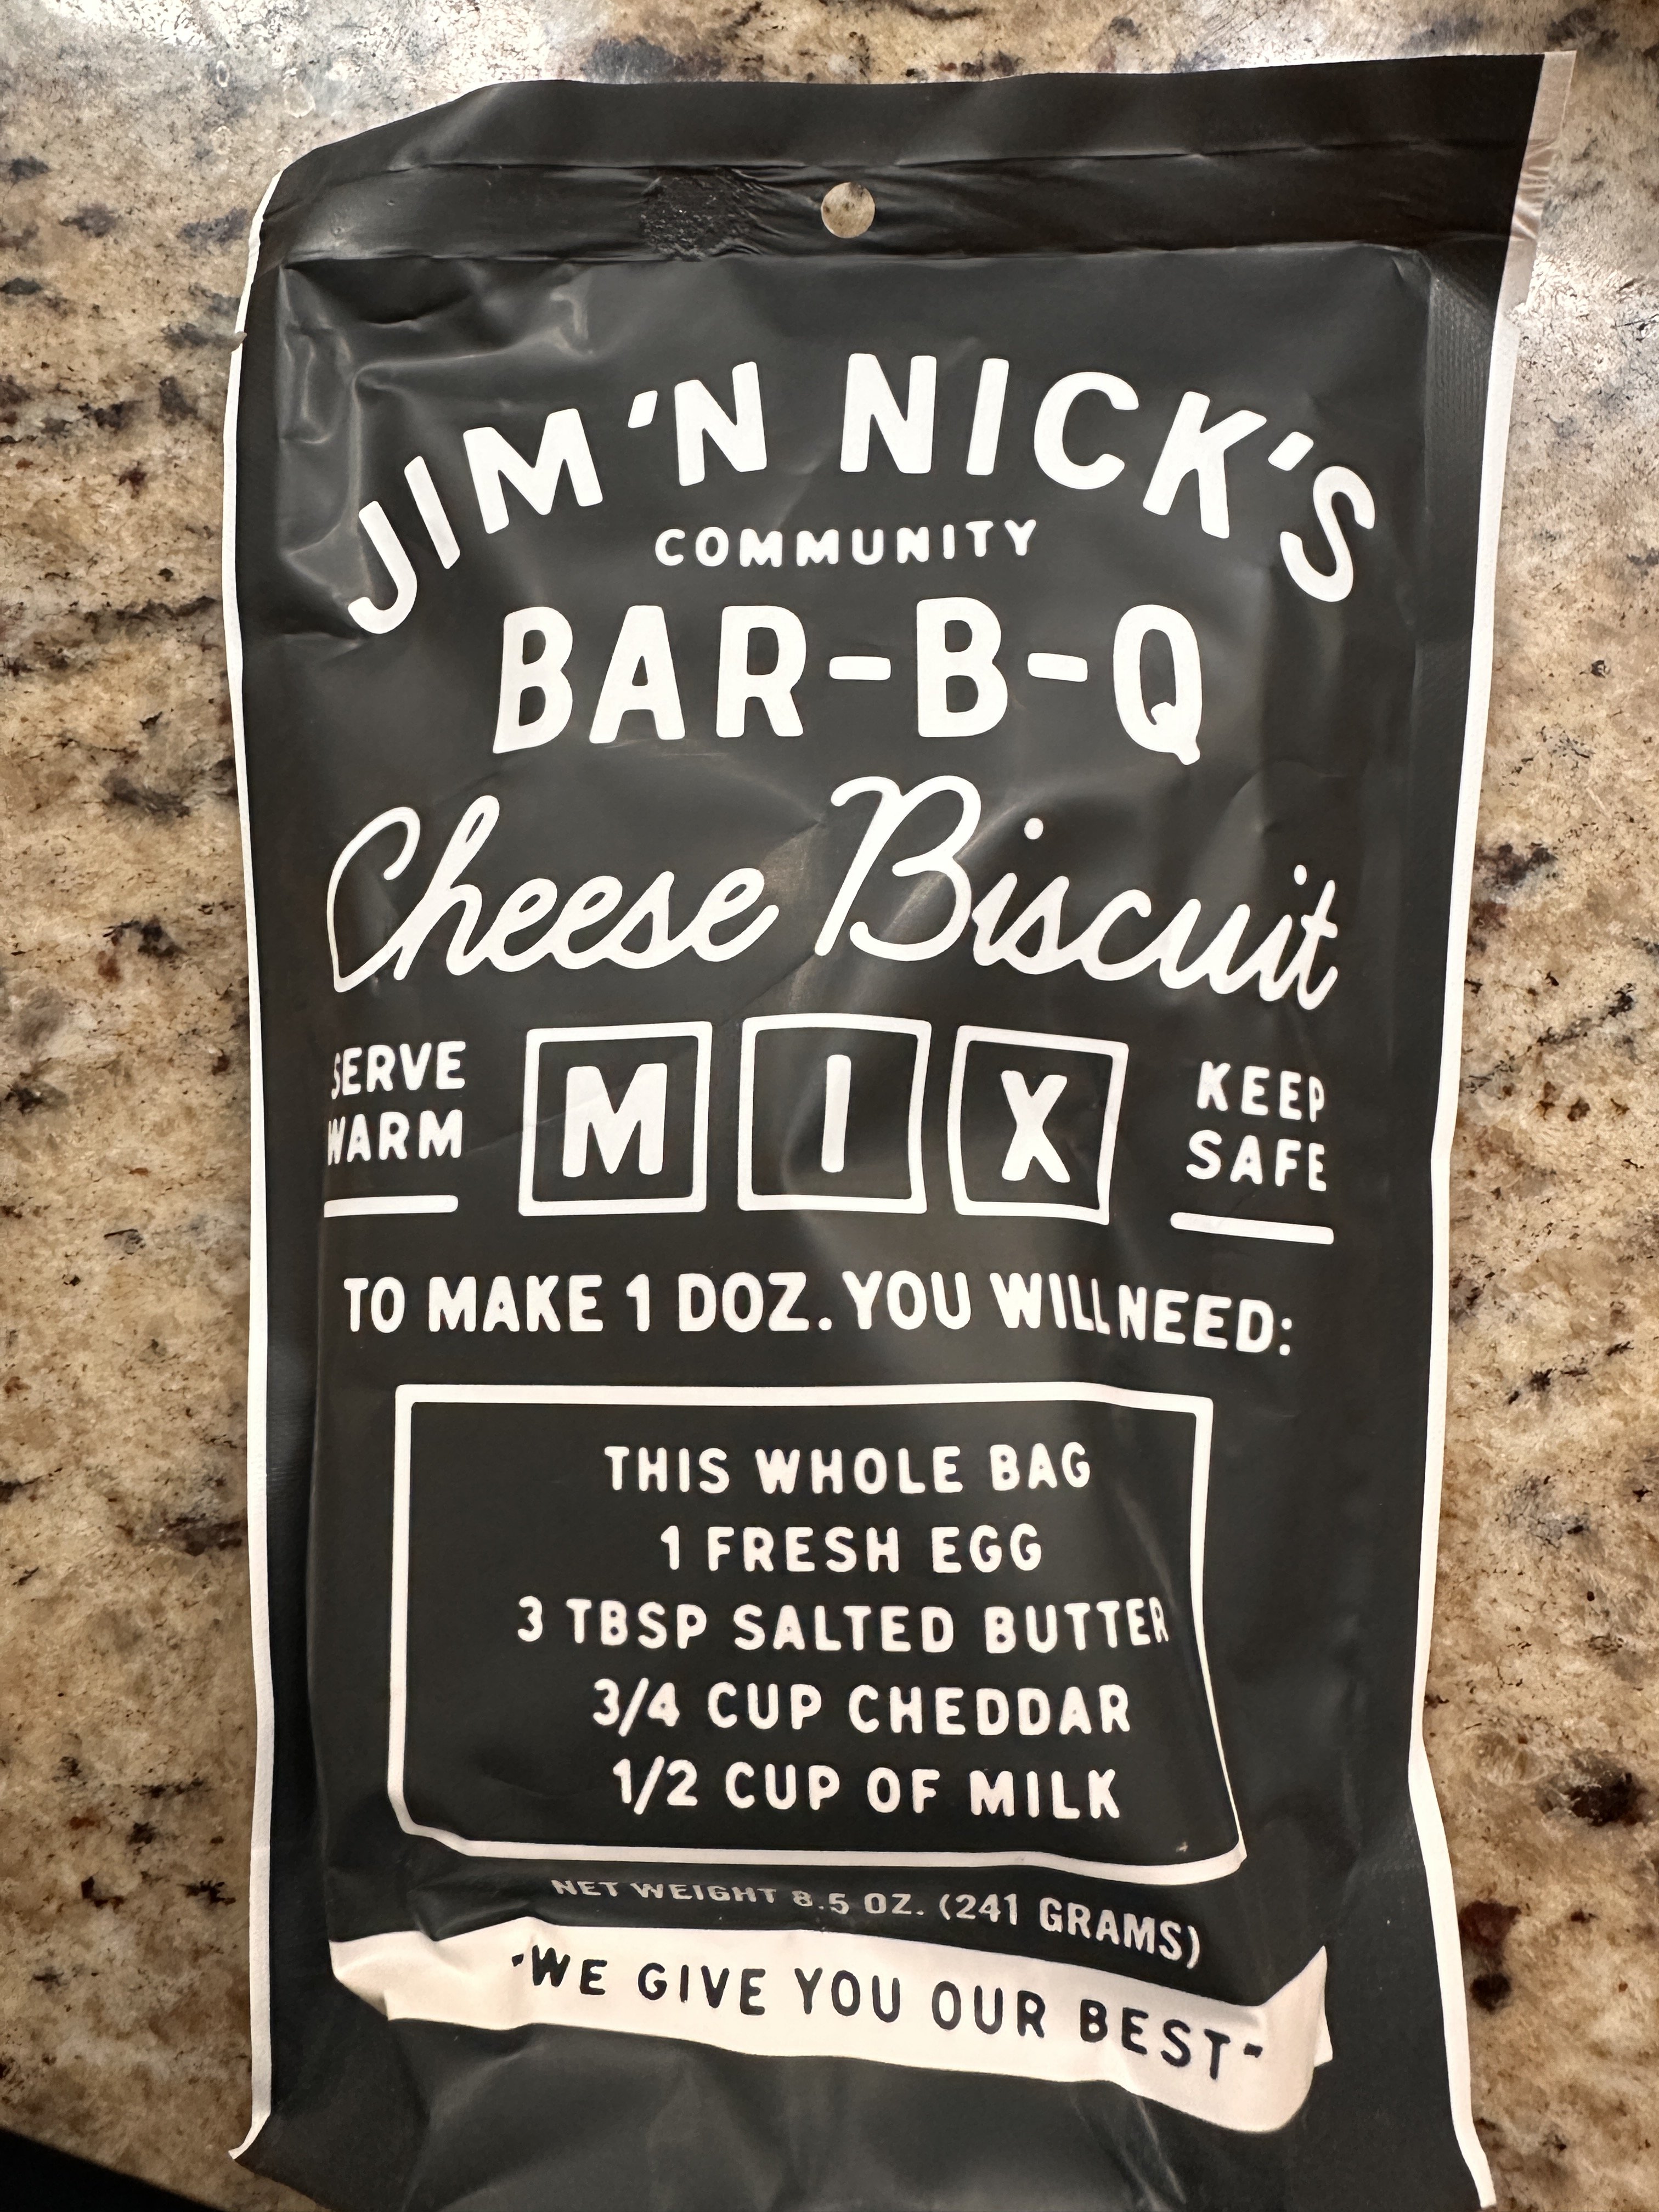 JIM 'N NICK'S
COMMUNITY
BAR-B-Q
Cheese Biscuit
SERVE
WARM
MIX
KEEP
SAFE
TO MAKE 1 DOZ. YOU WILL NEED:
THIS WHOLE BAG
1 FRESH EGG
3 TBSP SALTED BUTTER
3/4 CUP CHEDDAR
1/2 CUP OF MILK
NET WEIGHT 8.5 OZ. (241 GRAMS)
"WE GIVE YOU OUR BEST"